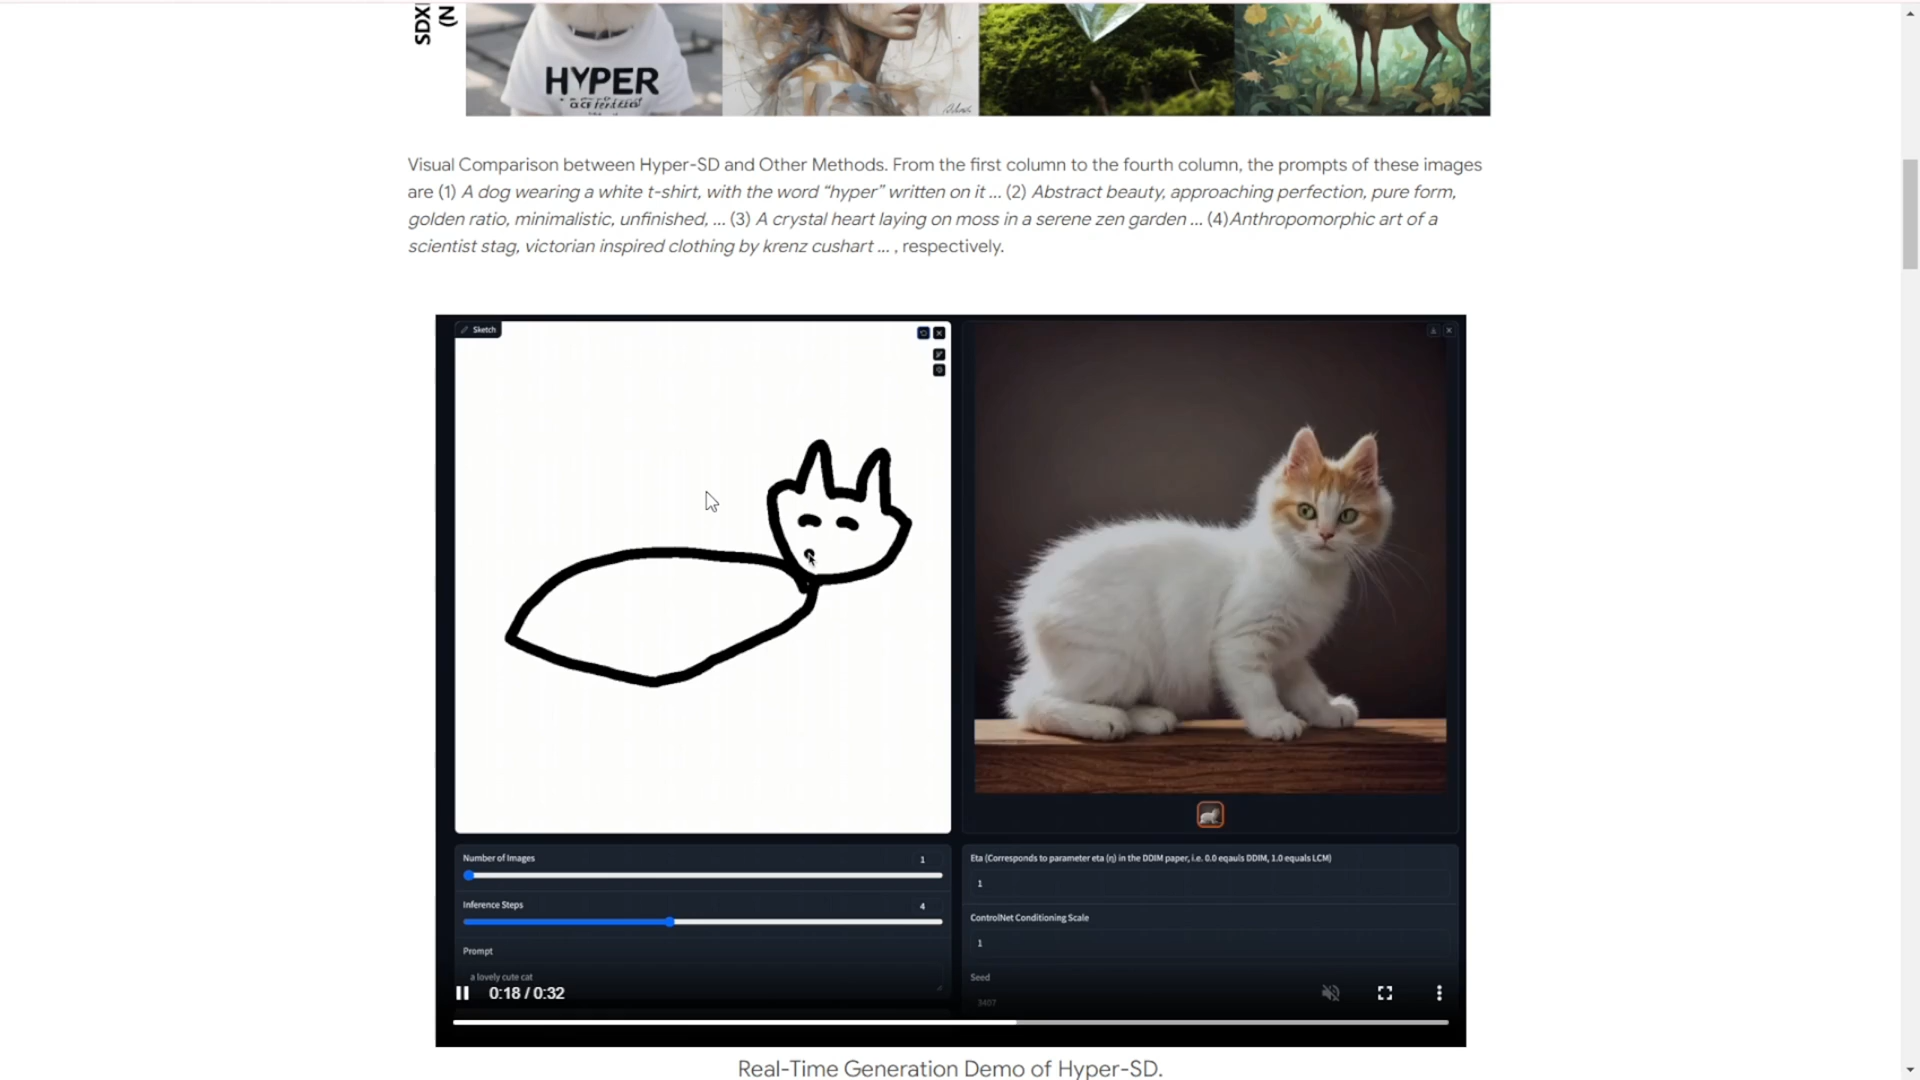 SDX
N)
HYPER
Visual Comparison between Hyper-SD and Other Methods. From the first column to the fourth column, the prompts of these images
are (1) A dog wearing a white t-shirt, with the word “hyper” written on it ... (2) Abstract beauty, approaching perfection, pure form,
golden ratio, minimalistic, unfinished, ... (3) A crystal heart laying on moss in a serene zen garden ... (4)Anthropomorphic art of a
scientist stag, victorian inspired clothing by krenz cushart ... , respectively.
Sketch
Number of Images
1
Inference Steps
4
Prompt
a lovely cute cat
Eta (Corresponds to parameter eta (η) in the DDIM paper, i.e. 0.0 eqauls DDIM, 1.0 equals LCM)
1
ControlNet Conditioning Scale
1
Seed
3407
0:18 / 0:32
Real-Time Generation Demo of Hyper-SD.